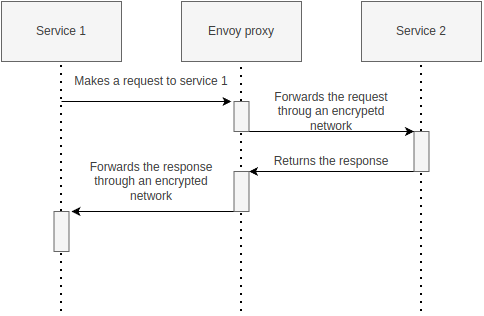 Service 1
Envoy proxy
Service 2
Makes a request to service 1
Forwards the request
throug an encrypetd
network
Returns the response
Forwards the response
through an encrypted
network